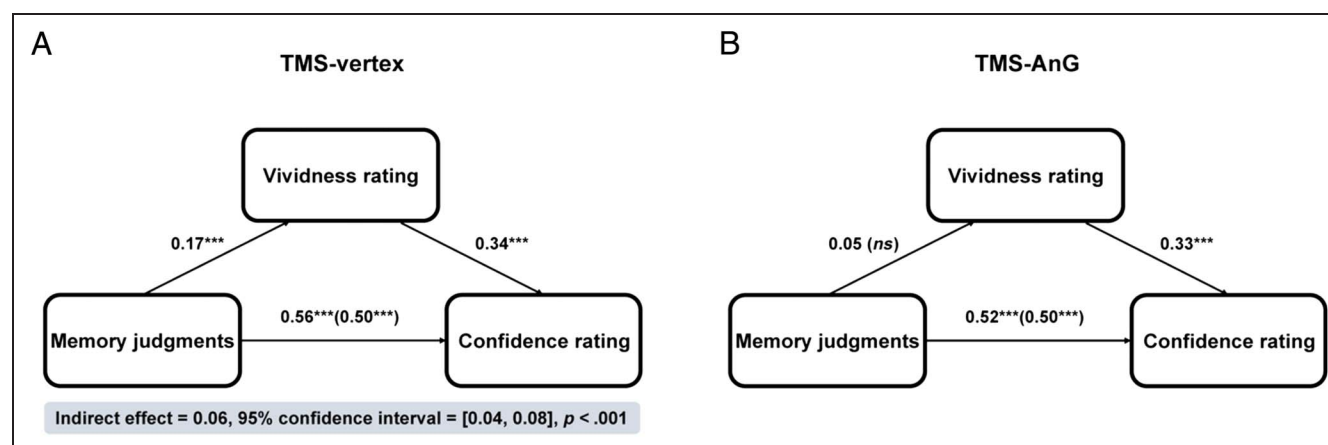 A
TMS-vertex
Vividness rating
0.17***
0.34***
0.56***(0.50***)
Memory judgments
Confidence rating
Indirect effect = 0.06, 95% confidence interval = [0.04, 0.08], p < .001
B
TMS-AnG
Vividness rating
0.05 (ns)
0.33***
0.52***(0.50***)
Memory judgments
Confidence rating